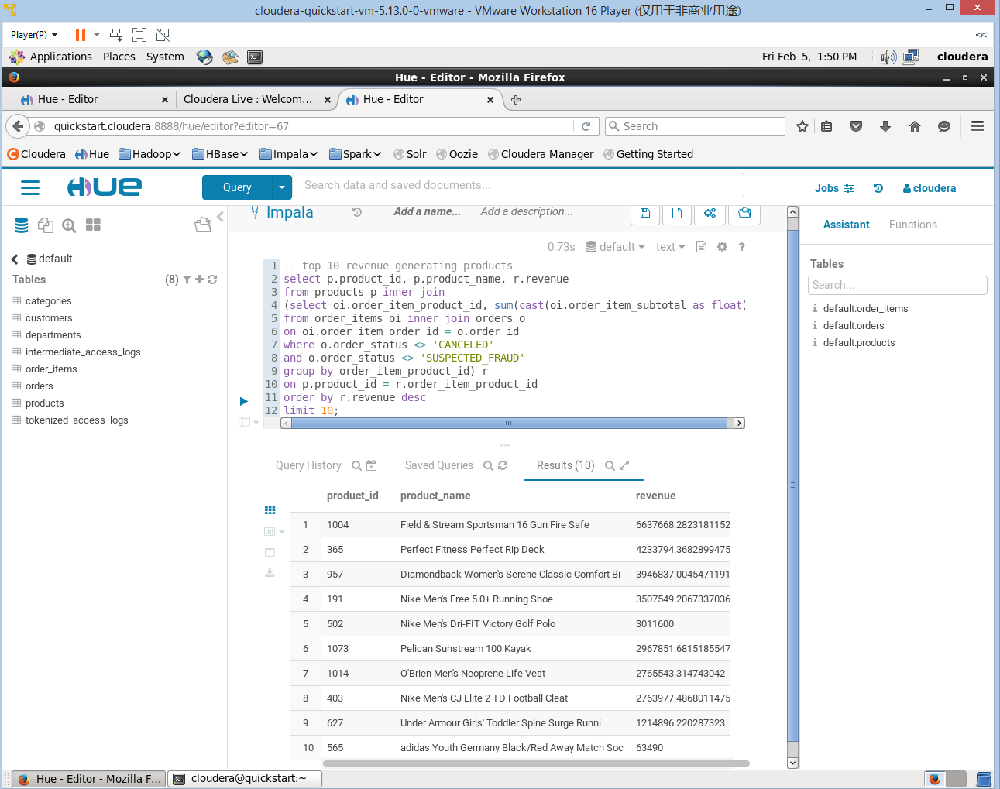 cloudera-quickstart-vm-5.13.0-0-vmware - VMware Workstation 16 Player (仅用于非商业用途)
Player(P)
Applications Places System Fri Feb 5, 1:50 PM cloudera
Hue - Editor - Mozilla Firefox
Hue - Editor Cloudera Live : Welcom... Hue - Editor
quickstart.cloudera:8888/hue/editor?editor=67 Search
Cloudera Hue Hadoop HBase Impala Spark Solr Oozie Cloudera Manager Getting Started
HUE Query Search data and saved documents... Jobs cloudera
Impala Add a name... Add a description...
Assistant Functions
0.73s default text ?
default
Tables (8)
categories
customers
departments
intermediate_access_logs
order_items
orders
products
tokenized_access_logs
1 -- top 10 revenue generating products
2 select p.product_id, p.product_name, r.revenue
3 from products p inner join
4 (select oi.order_item_product_id, sum(cast(oi.order_item_subtotal as float)
5 from order_items oi inner join orders o
6 on oi.order_item_order_id = o.order_id
7 where o.order_status <> 'CANCELED'
8 and o.order_status <> 'SUSPECTED_FRAUD'
9 group by order_item_product_id) r
10 on p.product_id = r.order_item_product_id
11 order by r.revenue desc
12 limit 10;
Tables
Search...
default.order_items
default.orders
default.products
Query History Saved Queries Results (10)
product_id product_name revenue
1 1004 Field & Stream Sportsman 16 Gun Fire Safe 6637668.2823181152
2 365 Perfect Fitness Perfect Rip Deck 4233794.3682899475
3 957 Diamondback Women's Serene Classic Comfort Bi 3946837.0045471191
4 191 Nike Men's Free 5.0+ Running Shoe 3507549.2067337036
5 502 Nike Men's Dri-FIT Victory Golf Polo 3011600
6 1073 Pelican Sunstream 100 Kayak 2967851.6815185547
7 1014 O'Brien Men's Neoprene Life Vest 2765543.314743042
8 403 Nike Men's CJ Elite 2 TD Football Cleat 2763977.4868011475
9 627 Under Armour Girls' Toddler Spine Surge Runni 1214896.220287323
10 565 adidas Youth Germany Black/Red Away Match Soc 63490
Hue - Editor - Mozilla F... cloudera@quickstart:~